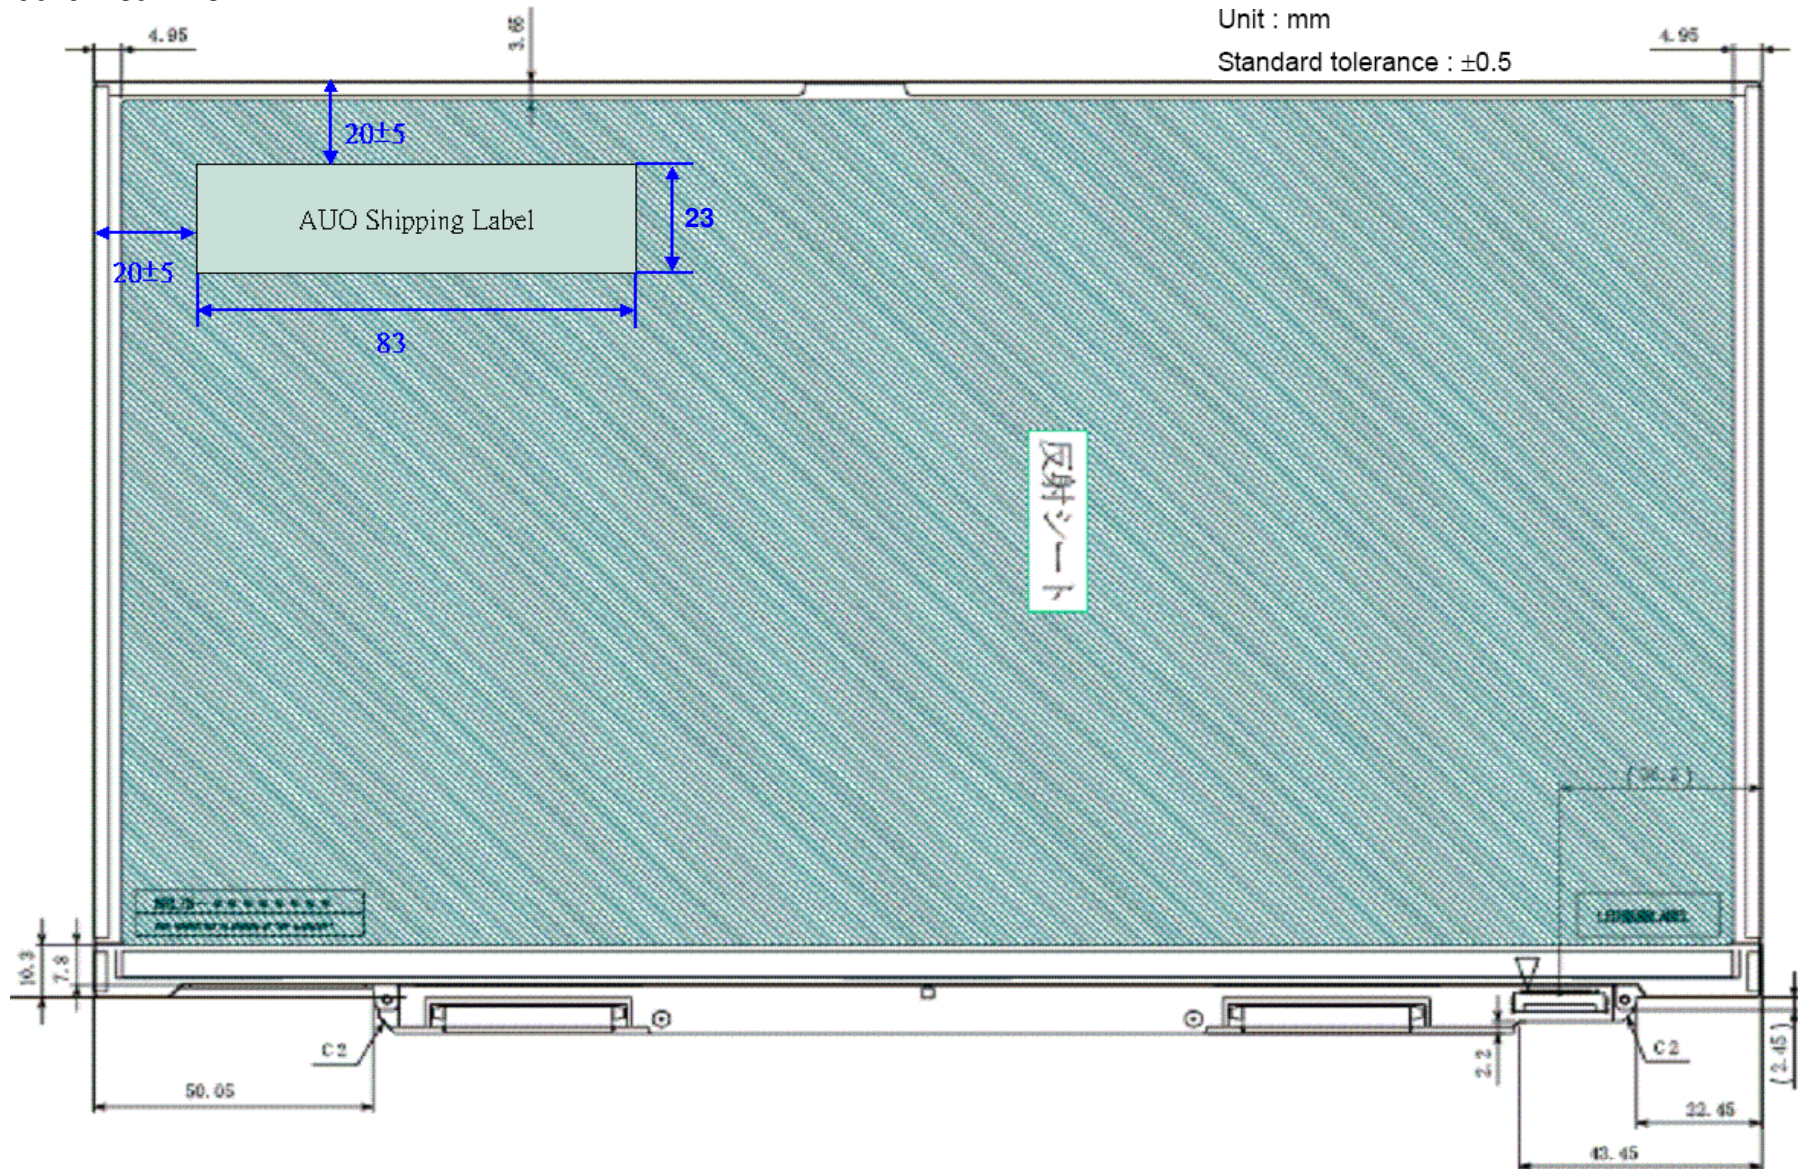 Unit : mm
Standard tolerance : ±0.5
4.95
4.95
20±5
AUO Shipping Label
23
20±5
83
反射シート
10.3
7.8
C2
C2
2.2
(2.45)
50.05
22.45
43.45